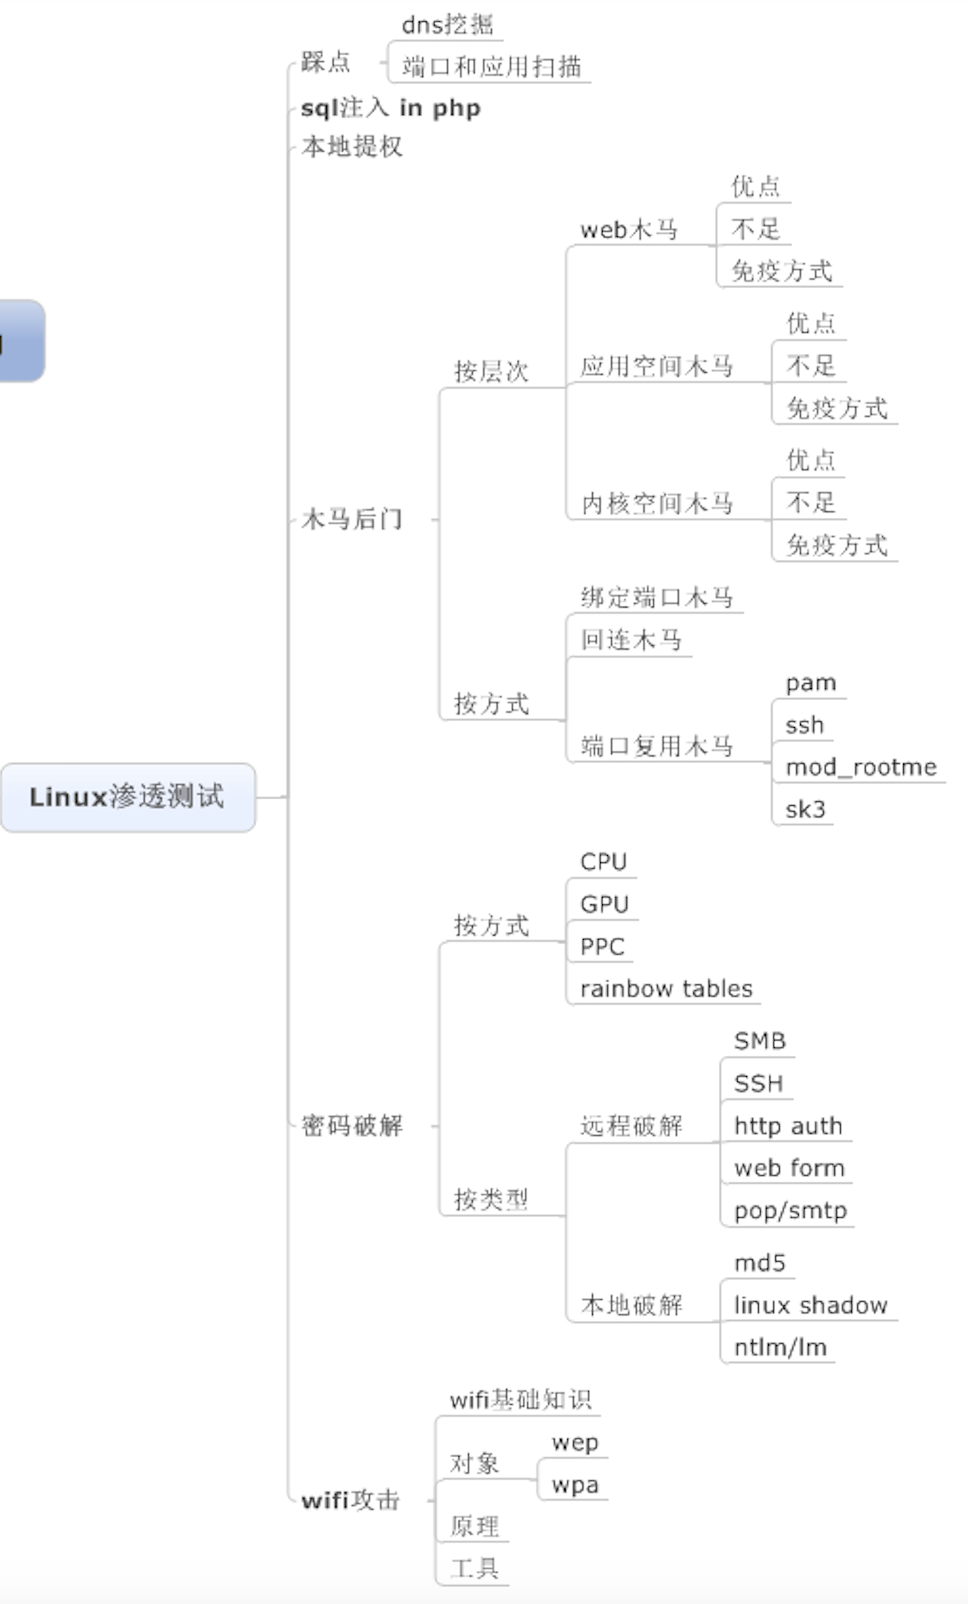 dns挖掘
踩点
端口和应用扫描
sql注入 in php
本地提权
优点
web木马
不足
免疫方式
优点
按层次
应用空间木马
不足
免疫方式
优点
内核空间木马
不足
木马后门
免疫方式
绑定端口木马
回连木马
pam
按方式
ssh
端口复用木马
mod_rootme
Linux渗透测试
sk3
CPU
GPU
按方式
PPC
rainbow tables
SMB
SSH
密码破解
远程破解
http auth
web form
按类型
pop/smtp
md5
本地破解
linux shadow
ntlm/lm
wifi基础知识
wep
对象
wpa
wifi攻击
原理
工具